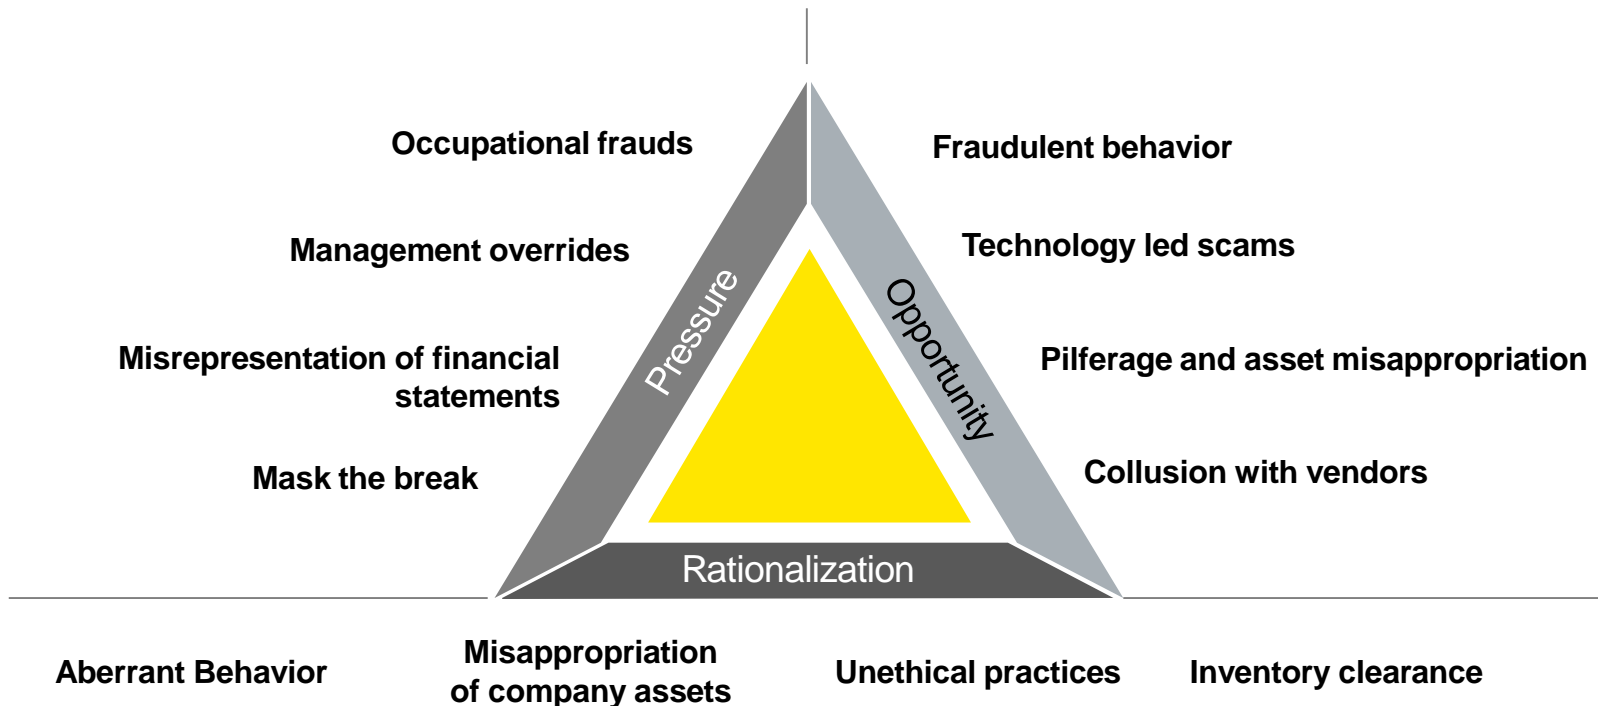 Occupational frauds
Fraudulent behavior
Management overrides
Technology led scams
Pressure
Opportunity
Misrepresentation of financial
statements
Pilferage and asset misappropriation
Mask the break
Collusion with vendors
Rationalization
Aberrant Behavior
Misappropriation
of company assets
Unethical practices
Inventory clearance